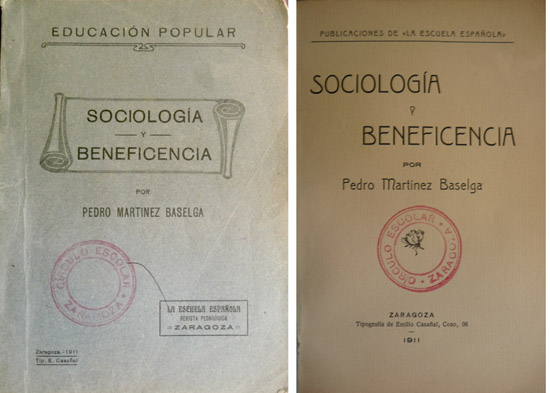 EDUCACIÓN POPULAR
SOCIOLOGÍA
Y
BENEFICENCIA
POR
PEDRO MARTINEZ BASELGA
CÍRCULO ESCOLAR
ZARAGOZA
LA ESCUELA ESPAÑOLA
REVISTA PEDAGÓGICA
ZARAGOZA
Zaragoza.-1911
Tip. E. Casañal
PUBLICACIONES DE «LA ESCUELA ESPAÑOLA»
SOCIOLOGÍA
Y
BENEFICENCIA
POR
Pedro Martínez Baselga
CÍRCULO ESCOLAR
ZARAGOZA
ZARAGOZA
Tipografía de Emilio Casañal, Coso, 96
1911